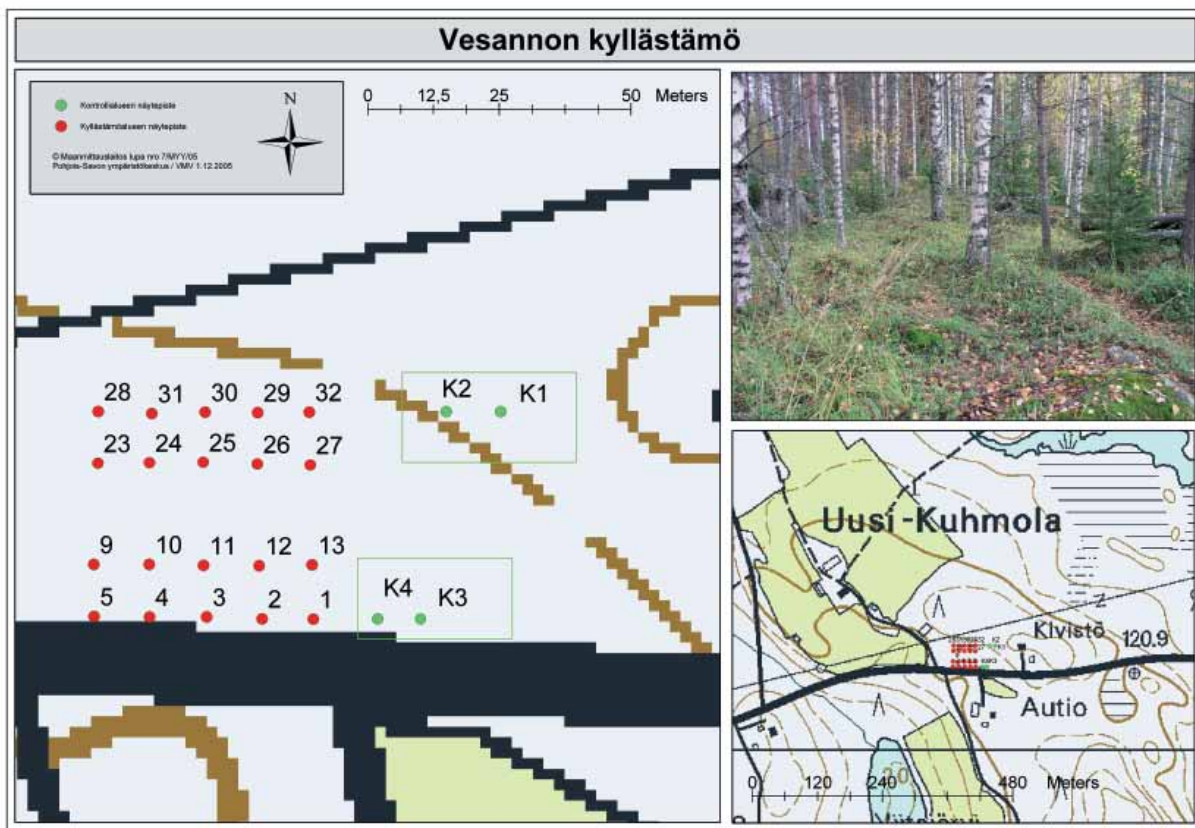 Vesannon kyllästämö
Kontrollialueen näytepiste
Kyllästämöalueen näytepiste
© Maanmittauslaitos lupa nro 7/MYY/05
Pohjois-Savon ympäristökeskus / VMV 1.12.2005
N
0 12,5 25 50 Meters
28 31 30 29 32 K2 K1
23 24 25 26 27
9 10 11 12 13
5 4 3 2 1 K4 K3
Uusi-Kuhmola
Kivistö
120.9
Autio
0 120 240 480 Meters